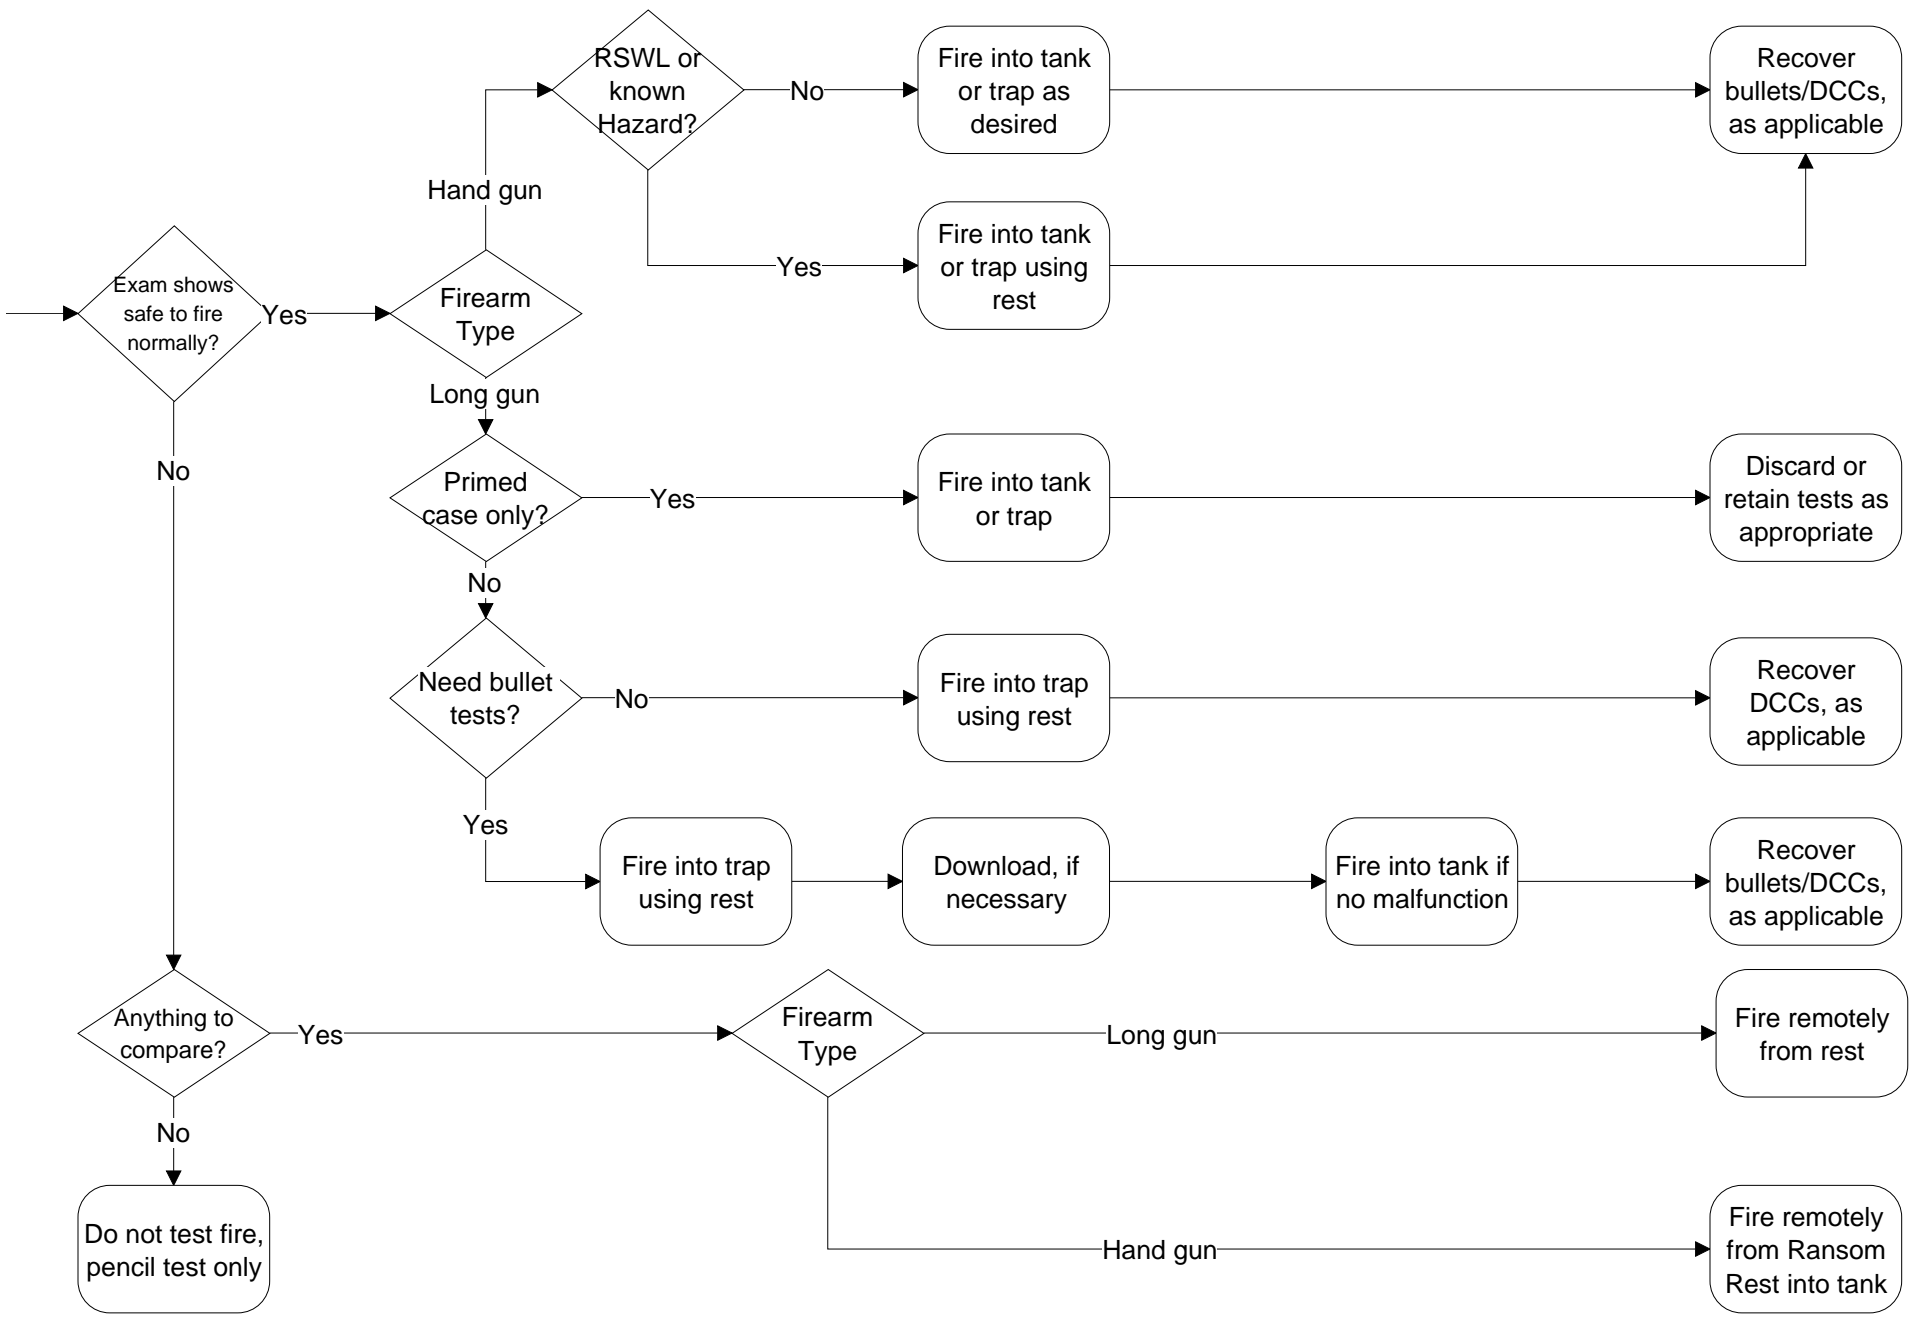 RSWL or
known
Hazard?
No
Fire into tank
or trap as
desired
Recover
bullets/DCCs,
as applicable
Hand gun
Yes
Fire into tank
or trap using
rest
Exam shows
safe to fire
normally?
Yes
Firearm
Type
Long gun
No
Primed
case only?
Yes
Fire into tank
or trap
Discard or
retain tests as
appropriate
No
Need bullet
tests?
No
Fire into trap
using rest
Recover
DCCs, as
applicable
Yes
Fire into trap
using rest
Download, if
necessary
Fire into tank if
no malfunction
Recover
bullets/DCCs,
as applicable
Anything to
compare?
Yes
Firearm
Type
Long gun
Fire remotely
from rest
No
Do not test fire,
pencil test only
Hand gun
Fire remotely
from Ransom
Rest into tank